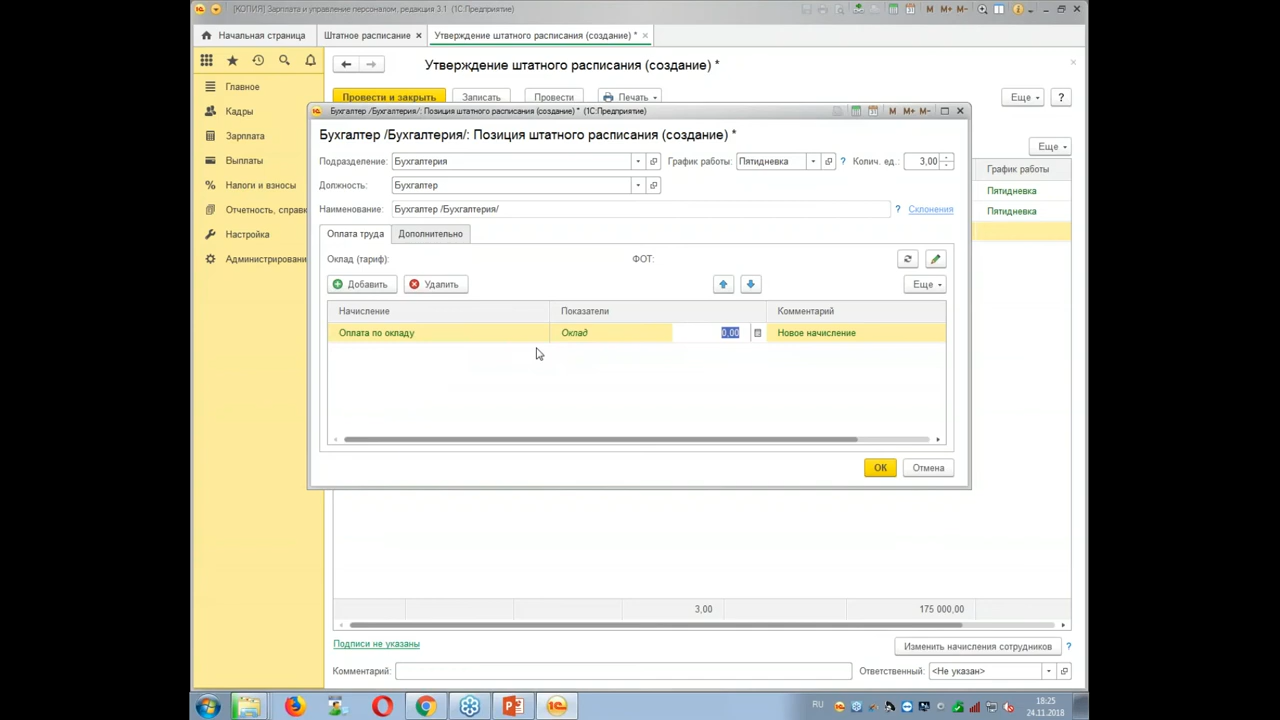 [КОПИЯ] Зарплата и управление персоналом, редакция 3.1 (1С:Предприятие)
M M+ M-
Начальная страница
Штатное расписание ×
Утверждение штатного расписания (создание) * ×
Главное
Кадры
Зарплата
Выплаты
Налоги и взносы
Отчетность, справк
Настройка
Администрировани
Утверждение штатного расписания (создание) *
Провести и закрыть
Записать
Провести
Печать
Еще
?
Бухгалтер /Бухгалтерия/: Позиция штатного расписания (создание) * (1С:Предприятие)
M M+ M-
Бухгалтер /Бухгалтерия/: Позиция штатного расписания (создание) *
Подразделение: Бухгалтерия
График работы: Пятидневка ?
Колич. ед.: 3,00
Должность: Бухгалтер
Наименование: Бухгалтер /Бухгалтерия/ ? Склонения
Оплата труда
Дополнительно
Оклад (тариф):
ФОТ:
Добавить
Удалить
Еще
Начисление
Показатели
Комментарий
Оплата по окладу
Оклад
0,00
Новое начисление
ОК
Отмена
Еще
График работы
Пятидневка
Пятидневка
3,00
175 000,00
Подписи не указаны
Изменить начисления сотрудников ?
Комментарий:
Ответственный: <Не указан>
RU
18:25
24.11.2018